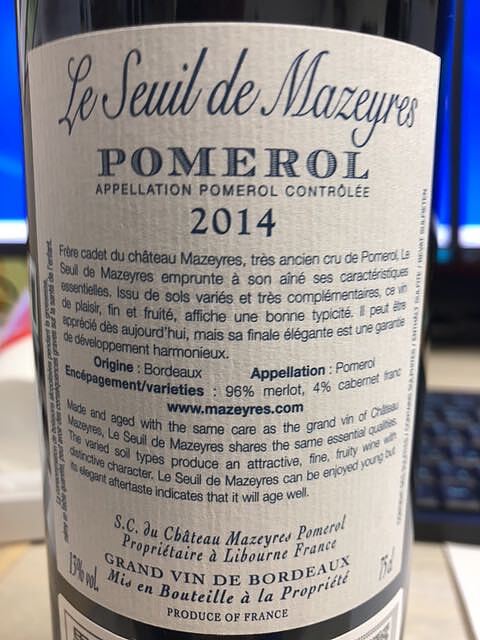 Le Seuil de Mazeyres
POMEROL
APPELLATION POMEROL CONTRÔLÉE
2014
Frère cadet du château Mazeyres, très ancien cru de Pomerol, Le
Seuil de Mazeyres emprunte à son aîné ses caractéristiques
essentielles. Issu de sols variés et très complémentaires, ce vin
de plaisir, fin et fruité, affiche une bonne typicité. Il peut être
apprécié dès aujourd'hui, mais sa finale élégante est une garantie
de développement harmonieux.
Origine : Bordeaux Appellation : Pomerol
Encépagement/varieties : 96% merlot, 4% cabernet franc
www.mazeyres.com
Made and aged with the same care as the grand vin of Château
Mazeyres, Le Seuil de Mazeyres shares the same essential qualities.
The varied soil types produce an attractive, fine, fruity wine with
distinctive character. Le Seuil de Mazeyres can be enjoyed young but
its elegant aftertaste indicates that it will age well.
S.C. du Château Mazeyres Pomerol
Propriétaire à Libourne France
GRAND VIN DE BORDEAUX
13% vol. Mis en Bouteille à la Propriété 75 cl
PRODUCE OF FRANCE